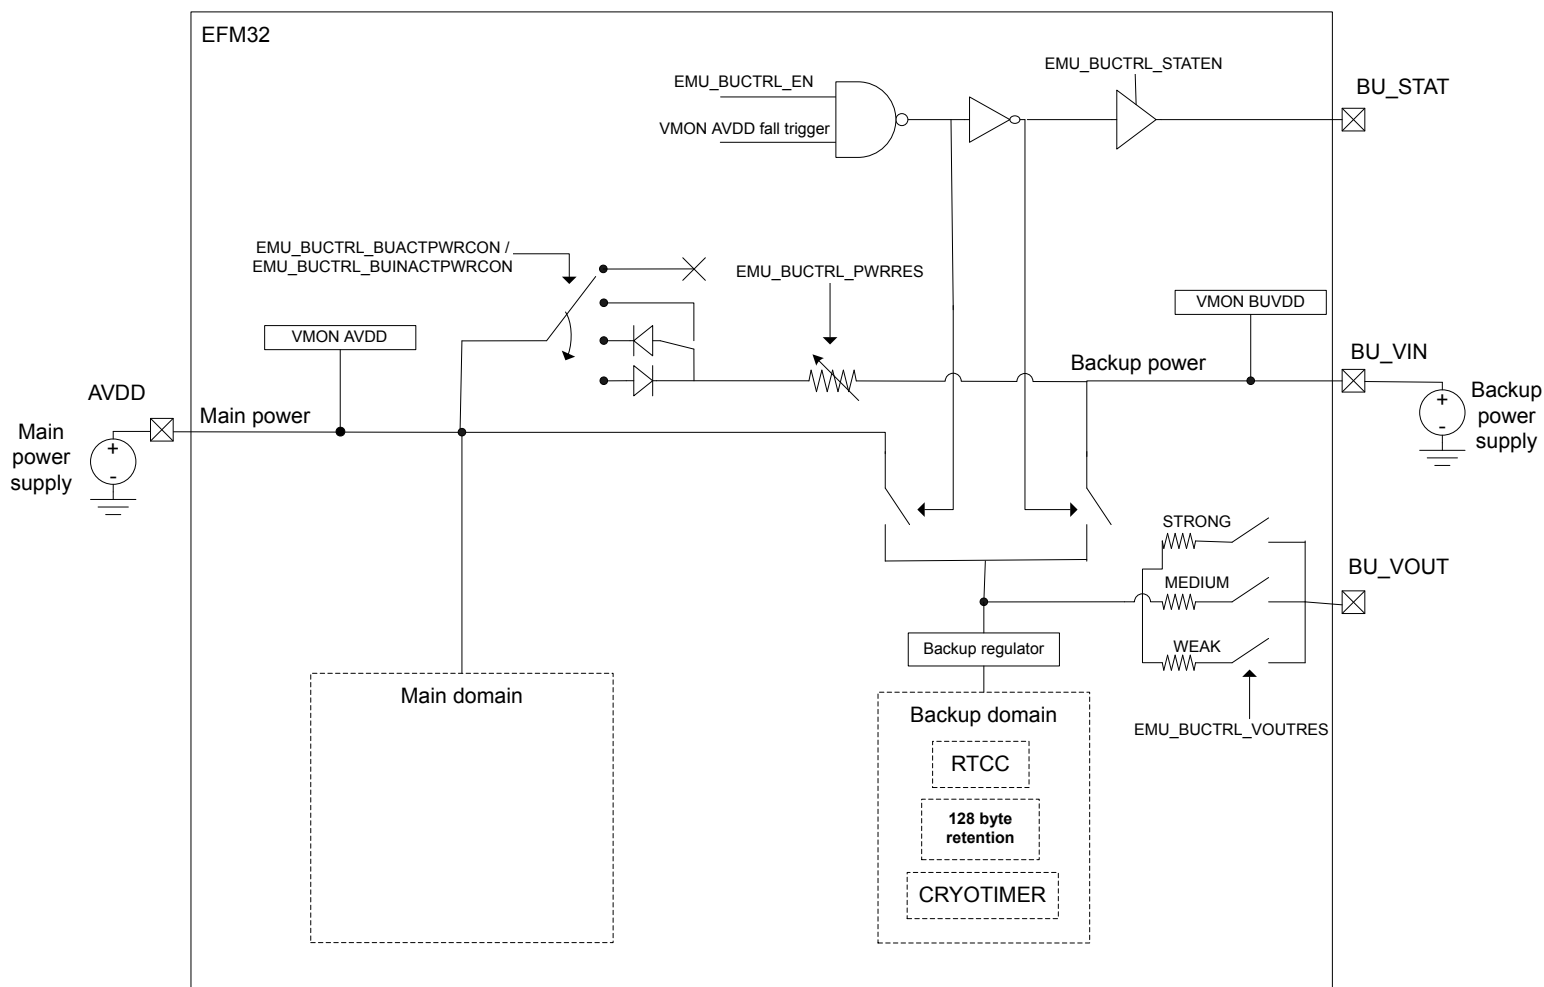 EFM32
EMU_BUCTRL_STATEN
EMU_BUCTRL_EN
BU_STAT
VMON AVDD fall trigger
EMU_BUCTRL_BUACTPWRCON /
EMU_BUCTRL_BUINACTPWRCON
EMU_BUCTRL_PWRRES
VMON BUVDD
VMON AVDD
BU_VIN
Backup power
AVDD
Main power
Backup
power
supply
+
-
Main
power
supply
+
-
STRONG
BU_VOUT
MEDIUM
WEAK
Backup regulator
Main domain
Backup domain
EMU_BUCTRL_VOUTRES
RTCC
128 byte
retention
CRYOTIMER